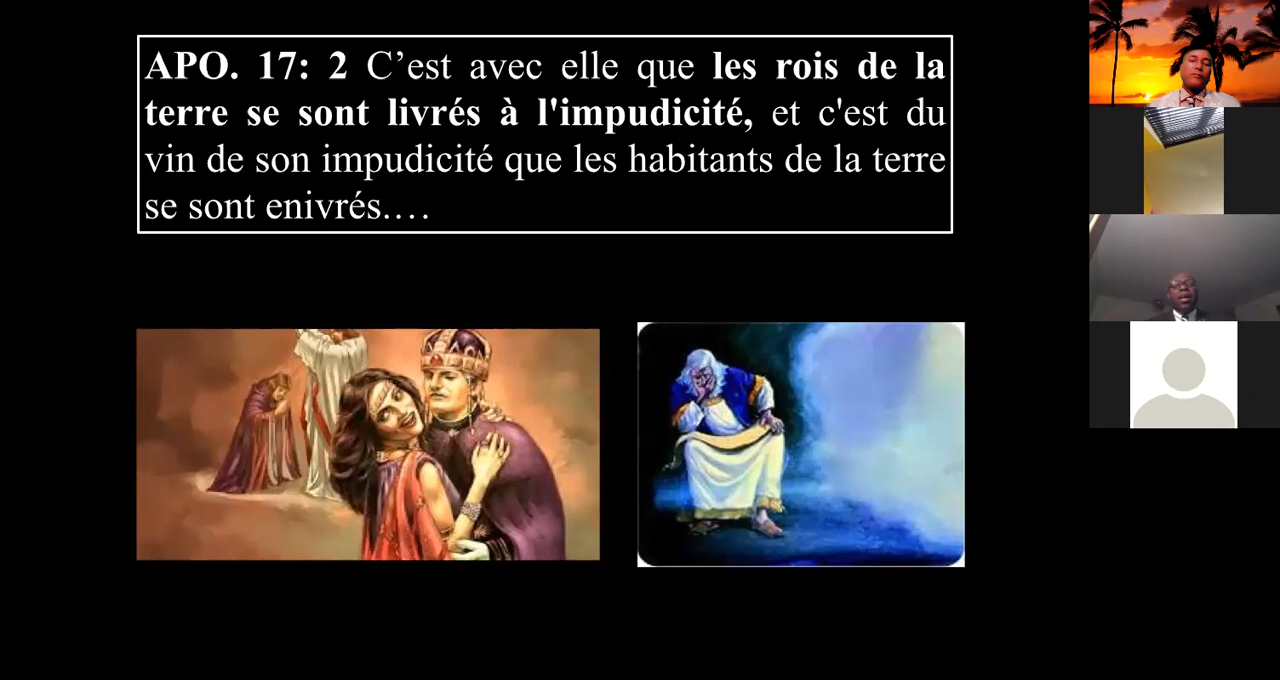 APO. 17: 2 C’est avec elle que les rois de la
terre se sont livrés à l'impudicité, et c'est du
vin de son impudicité que les habitants de la terre
se sont enivrés.…